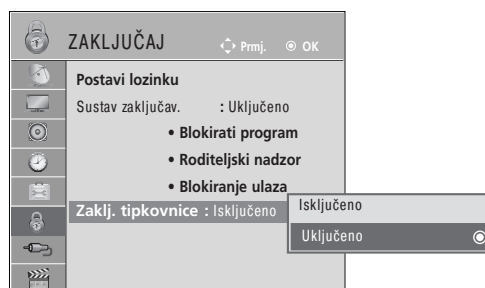 ZAKLJUČAJ Prmj. OK
Postavi lozinku
Sustav zaključav. : Uključeno
• Blokirati program
• Roditeljski nadzor
• Blokiranje ulaza
Zaklj. tipkovnice : Isključeno
Isključeno
Uključeno